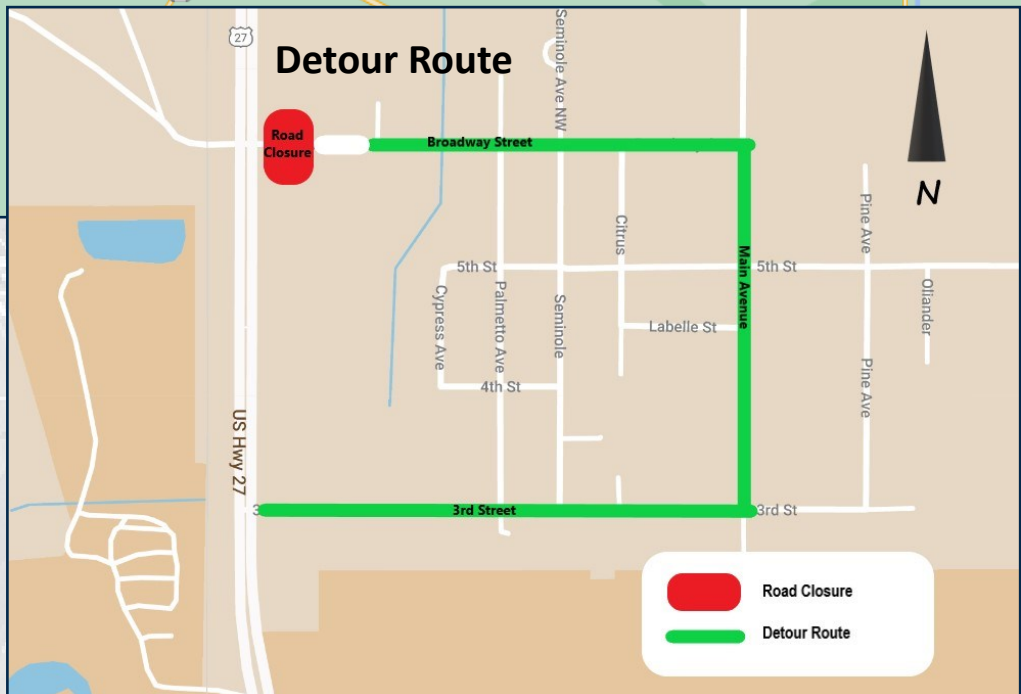 27
Detour Route
Seminole Ave NW
Road
Closure
Broadway Street
N
Citrus
Pine Ave
5th St
Main Avenue
5th St
Cypress Ave
Palmetto Ave
Seminole
Oliander
Labelle St
4th St
Pine Ave
US Hwy 27
3
3rd Street
3rd St
Road Closure
Detour Route